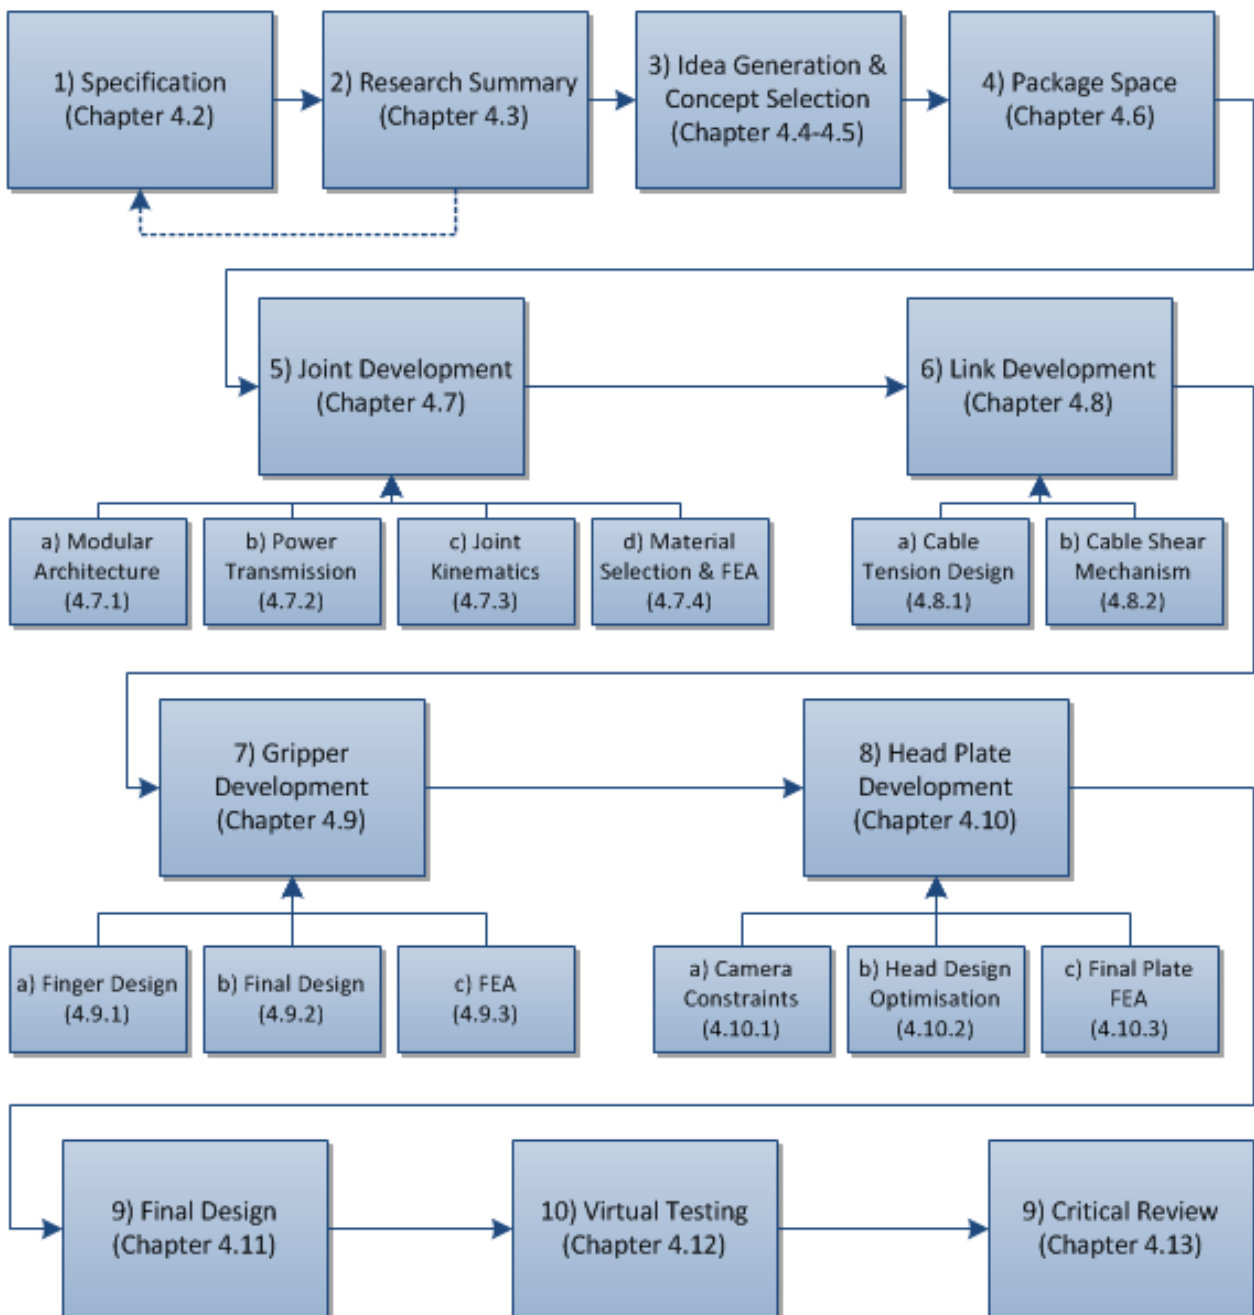 1) Specification
(Chapter 4.2)
2) Research Summary
(Chapter 4.3)
3) Idea Generation &
Concept Selection
(Chapter 4.4-4.5)
4) Package Space
(Chapter 4.6)
5) Joint Development
(Chapter 4.7)
6) Link Development
(Chapter 4.8)
a) Modular
Architecture
(4.7.1)
b) Power
Transmission
(4.7.2)
c) Joint
Kinematics
(4.7.3)
d) Material
Selection & FEA
(4.7.4)
a) Cable
Tension Design
(4.8.1)
b) Cable Shear
Mechanism
(4.8.2)
7) Gripper
Development
(Chapter 4.9)
8) Head Plate
Development
(Chapter 4.10)
a) Finger Design
(4.9.1)
b) Final Design
(4.9.2)
c) FEA
(4.9.3)
a) Camera
Constraints
(4.10.1)
b) Head Design
Optimisation
(4.10.2)
c) Final Plate
FEA
(4.10.3)
9) Final Design
(Chapter 4.11)
10) Virtual Testing
(Chapter 4.12)
9) Critical Review
(Chapter 4.13)